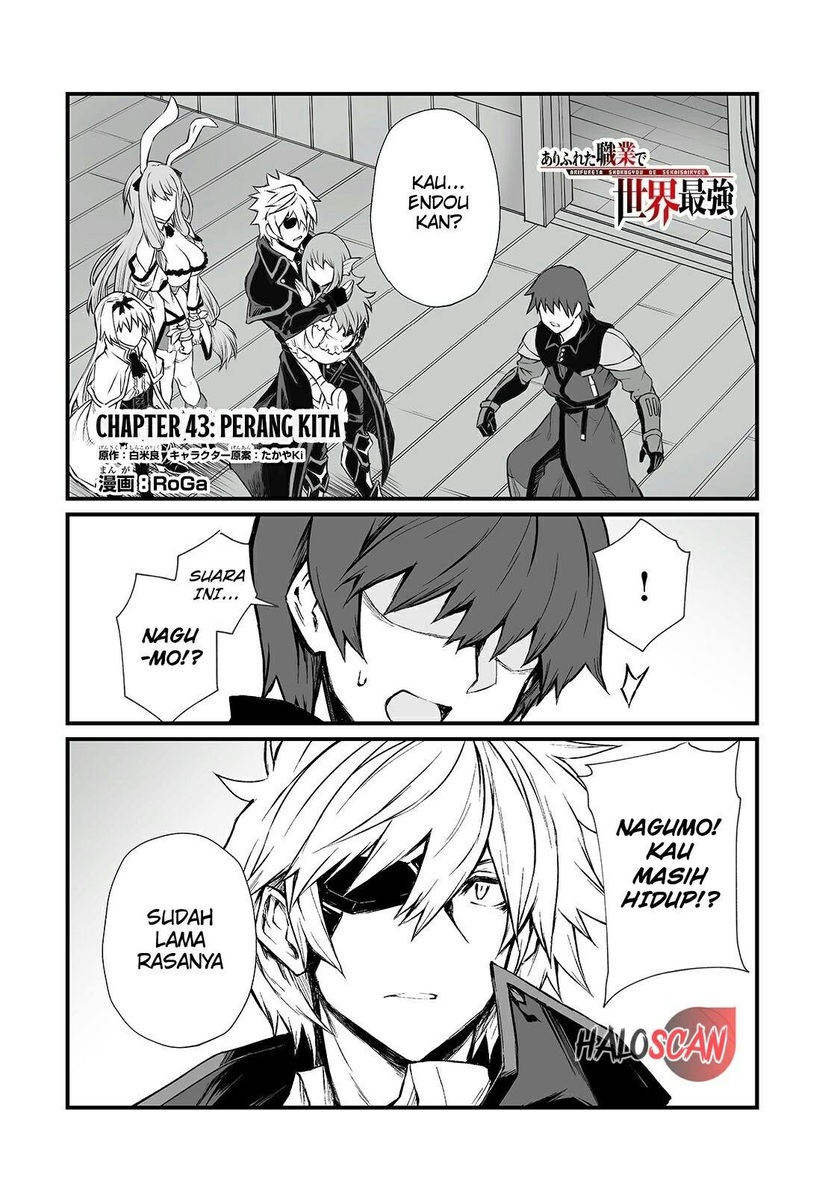 KAU...
ENDOU
KAN?
ありふれた職業で
ARIFURETA SHOKUGYOU DE SEKAISAIKYOU
世界最強
CHAPTER 43: PERANG KITA
原作：白米良 キャラクター原案：たかやKi
漫画：RoGa
!
SUARA
INI...
NAGU
-MO!?
NAGUMO!
KAU
MASIH
HIDUP!?
SUDAH
LAMA
RASANYA
HALOSCAN